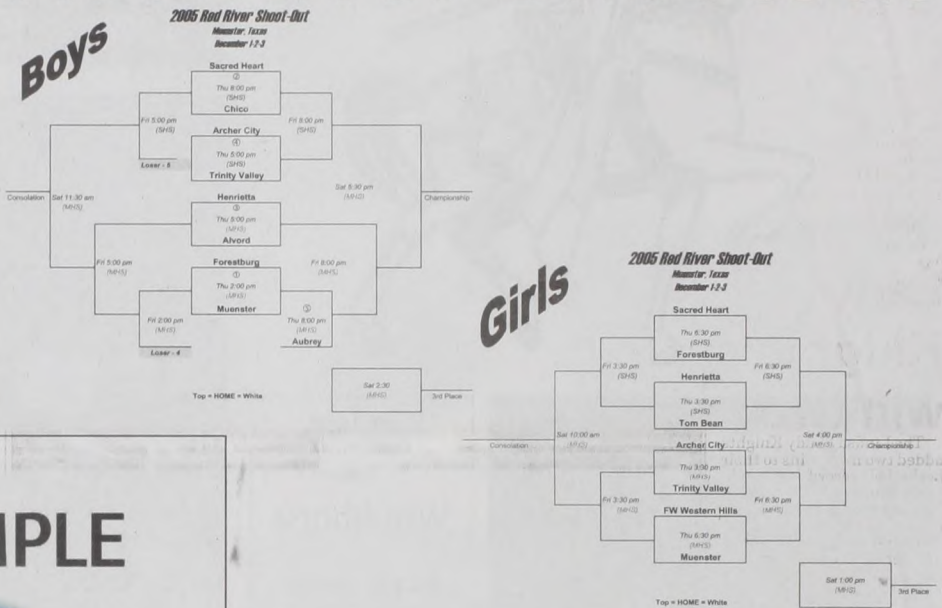 Boys
2005 Red River Shoot-Out
Muenster, Texas
December 1-2-3
Sacred Heart
②
Thu 8:00 pm
(SHS)
Chico
Fri 5:00 pm
(SHS)
Fri 8:00 pm
(SHS)
Archer City
④
Thu 5:00 pm
(SHS)
Trinity Valley
Loser - 5
Consolation
Sat 11:30 am
(MHS)
Sat 5:30 pm
(MHS)
Championship
Henrietta
③
Thu 5:00 pm
(MHS)
Alvord
Fri 5:00 pm
(MHS)
Fri 8:00 pm
(MHS)
Forestburg
①
Thu 2:00 pm
(MHS)
Muenster
Fri 2:00 pm
(MHS)
Loser - 4
⑤
Thu 8:00 pm
(MHS)
Aubrey
Top = HOME = White
Sat 2:30
(MHS)
3rd Place
Girls
2005 Red River Shoot-Out
Muenster, Texas
December 1-2-3
Sacred Heart
Thu 6:30 pm
(SHS)
Forestburg
Fri 3:30 pm
(SHS)
Fri 6:30 pm
(SHS)
Henrietta
Thu 3:30 pm
(SHS)
Tom Bean
Consolation
Sat 10:00 am
(MHS)
Sat 4:00 pm
(MHS)
Championship
Archer City
Thu 3:00 pm
(MHS)
Trinity Valley
Fri 3:30 pm
(MHS)
Fri 6:30 pm
(MHS)
FW Western Hills
Thu 6:30 pm
(MHS)
Muenster
Sat 1:00 pm
(MHS)
3rd Place
Top = HOME = White
MPLE